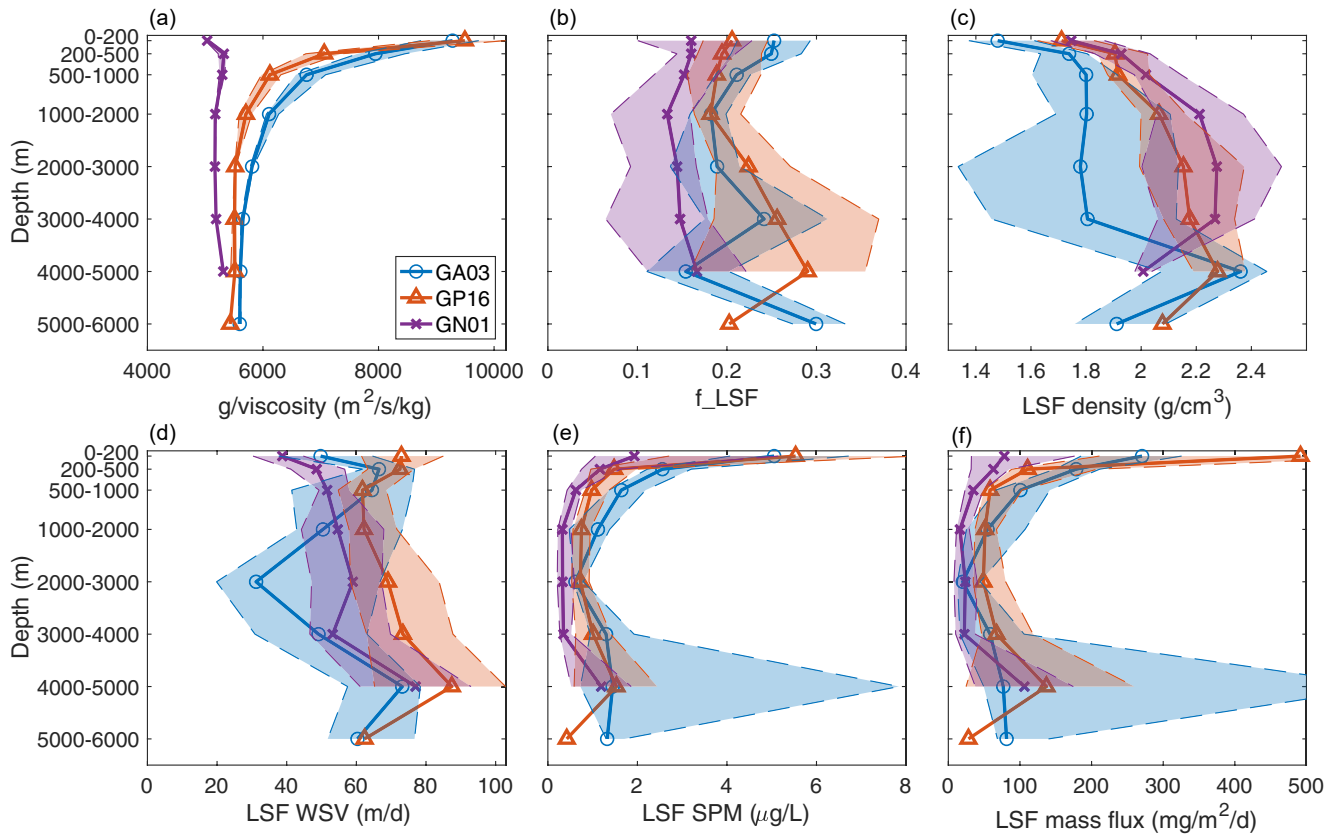 (a)
(b)
(c)
0-200
200-500
500-1000
1000-2000
2000-3000
3000-4000
4000-5000
5000-6000
Depth (m)
GA03
GP16
GN01
4000 6000 8000 10000
g/viscosity (m²/s/kg)
0 0.1 0.2 0.3 0.4
f_LSF
1.4 1.6 1.8 2 2.2 2.4
LSF density (g/cm³)
(d)
(e)
(f)
0-200
200-500
500-1000
1000-2000
2000-3000
3000-4000
4000-5000
5000-6000
Depth (m)
0 20 40 60 80 100
LSF WSV (m/d)
0 2 4 6 8
LSF SPM (μg/L)
0 100 200 300 400 500
LSF mass flux (mg/m²/d)